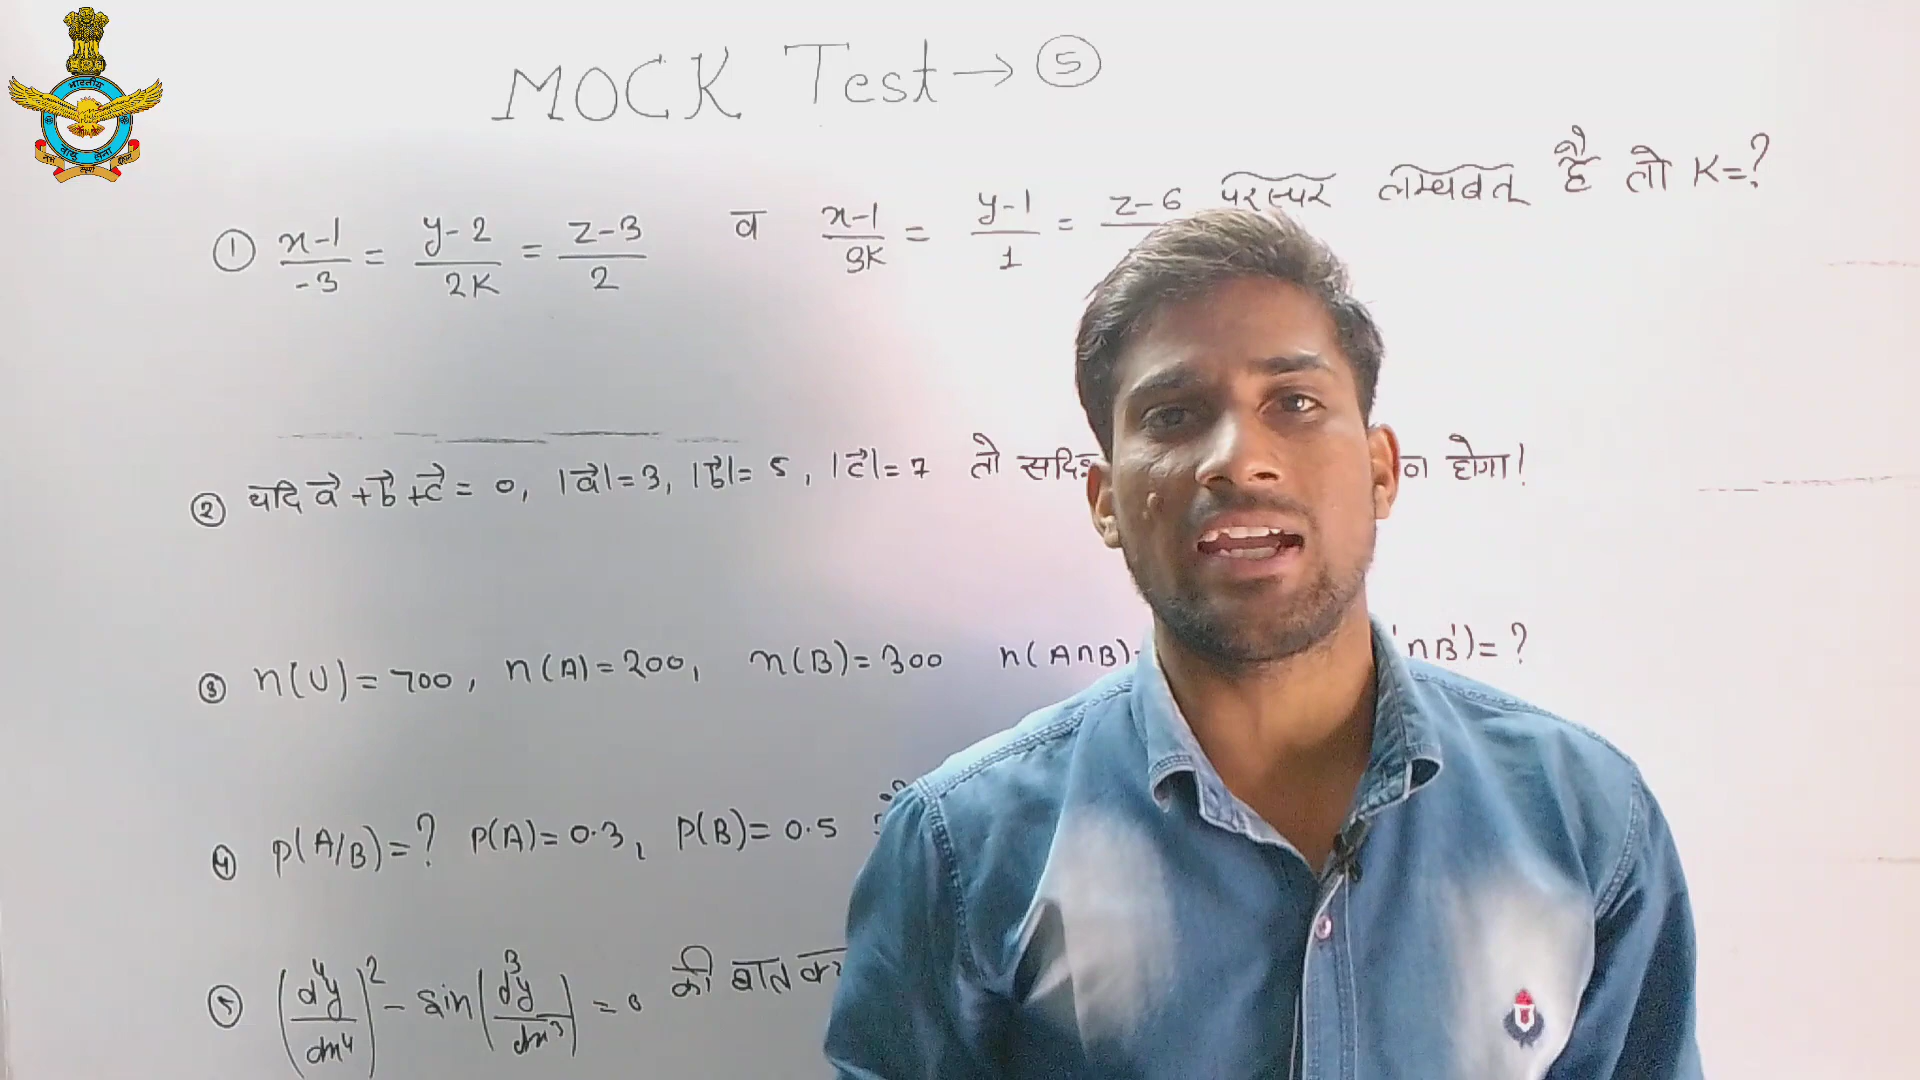 भारतीय
वायु सेना
MOCK Test → ⑤
① x-1/-3 = y-2/2K = z-3/2 व x-1/3K = y-1/1 = z-6 परस्पर लम्बवत् है तो K=?
② यदि a⃗+b⃗+c⃗ = 0, |a⃗|=3, |b⃗|= 5, |c⃗|= 7 तो होगा!
③ n(U)=700, n(A)=200, n(B)=300 n(A∩B) ∩B')=?
④ P(A/B)=? P(A)=0.3, P(B)=0.5
⑤ (d⁴y/dx⁴)² - sin(d³y/dx³) = 0 की